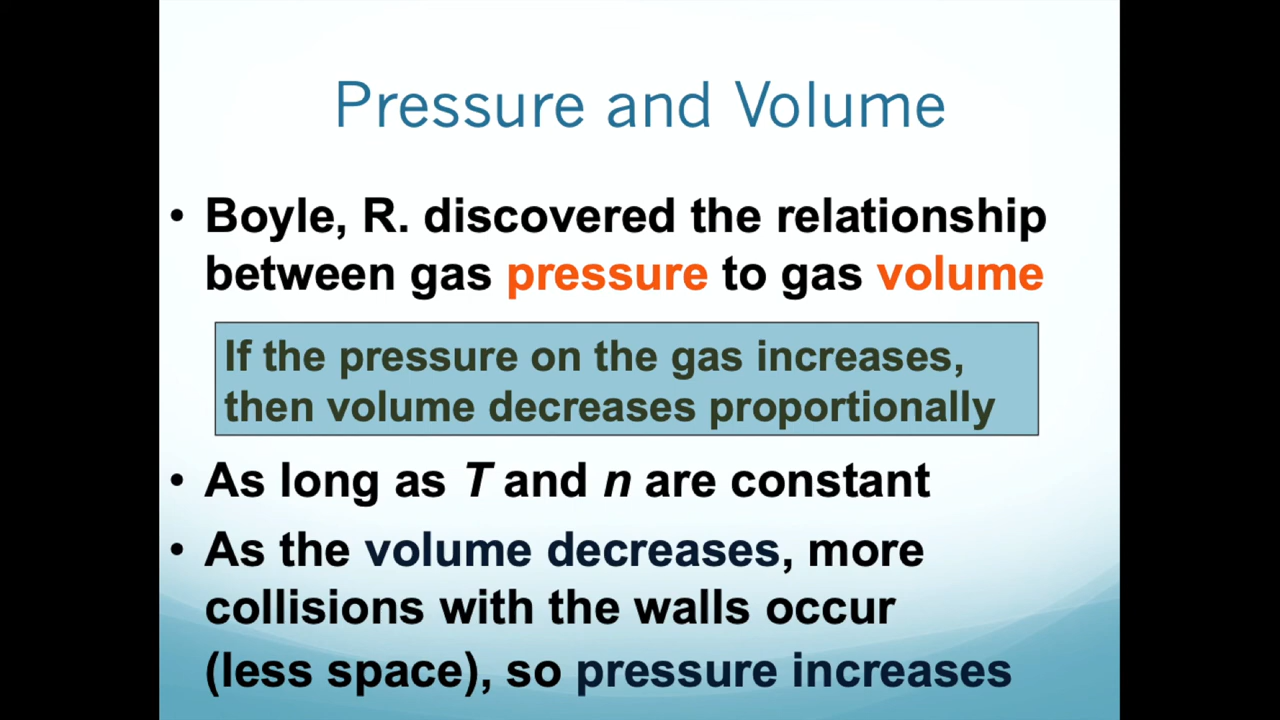 Pressure and Volume
• Boyle, R. discovered the relationship
between gas pressure to gas volume
If the pressure on the gas increases,
then volume decreases proportionally
• As long as T and n are constant
• As the volume decreases, more
collisions with the walls occur
(less space), so pressure increases